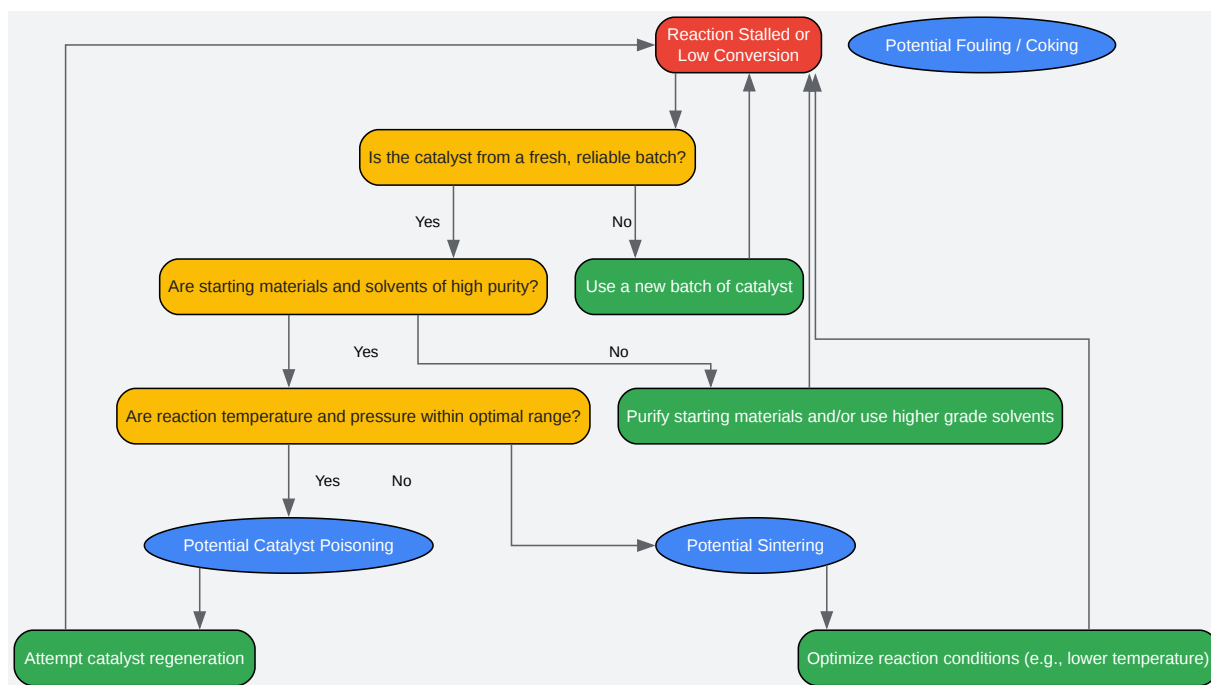 Reaction Stalled or
Low Conversion
Potential Fouling / Coking
Is the catalyst from a fresh, reliable batch?
Yes
No
Are starting materials and solvents of high purity?
Use a new batch of catalyst
Yes
No
Are reaction temperature and pressure within optimal range?
Purify starting materials and/or use higher grade solvents
Yes
No
Potential Catalyst Poisoning
Potential Sintering
Attempt catalyst regeneration
Optimize reaction conditions (e.g., lower temperature)